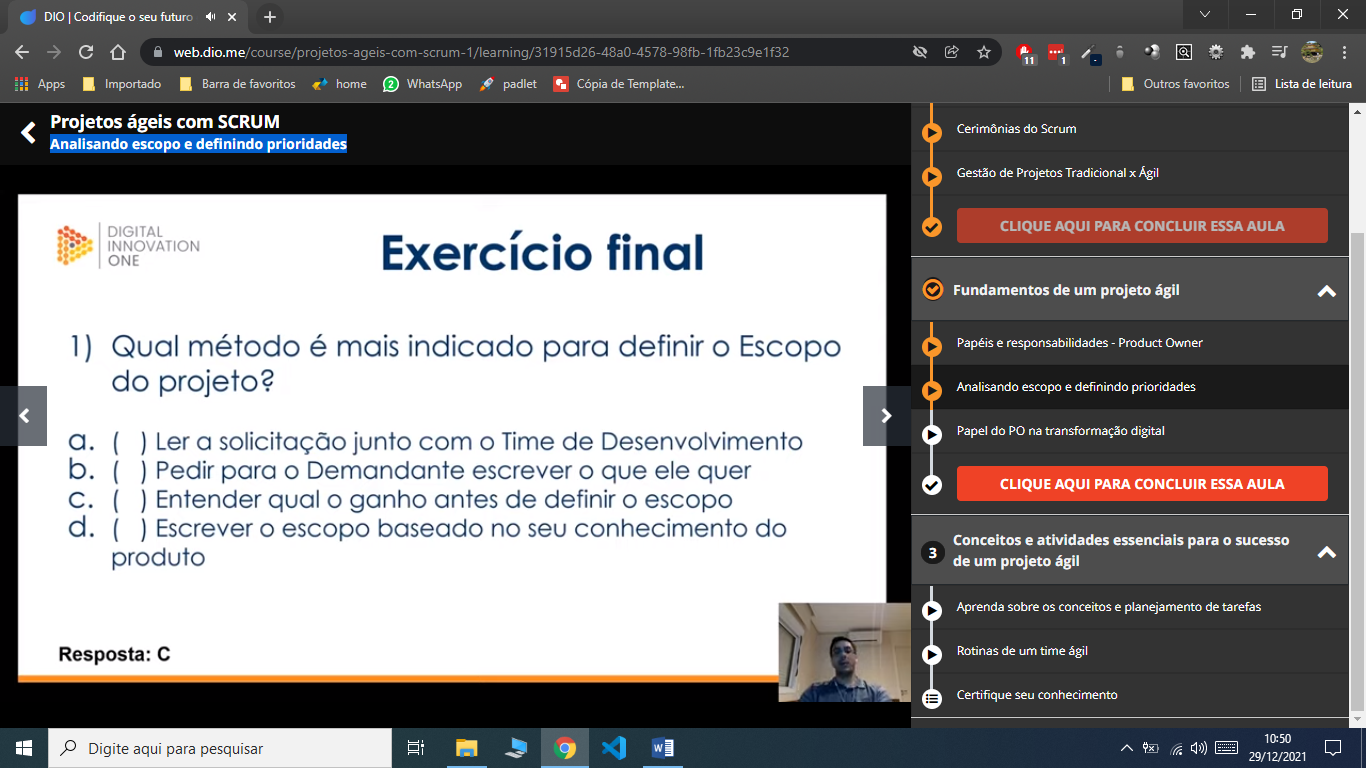 DIO | Codifique o seu futuro
web.dio.me/course/projetos-ageis-com-scrum-1/learning/31915d26-48a0-4578-98fb-1fb23c9e1f32
11
1
Apps
Importado
Barra de favoritos
home
2
WhatsApp
padlet
Cópia de Template...
Outros favoritos
Lista de leitura
Projetos ágeis com SCRUM
Analisando escopo e definindo prioridades
DIGITAL
INNOVATION
ONE
Exercício final
1) Qual método é mais indicado para definir o Escopo
do projeto?
a. ( ) Ler a solicitação junto com o Time de Desenvolvimento
b. ( ) Pedir para o Demandante escrever o que ele quer
c. ( ) Entender qual o ganho antes de definir o escopo
d. ( ) Escrever o escopo baseado no seu conhecimento do
produto
Resposta: C
Cerimônias do Scrum
Gestão de Projetos Tradicional x Ágil
CLIQUE AQUI PARA CONCLUIR ESSA AULA
Fundamentos de um projeto ágil
Papéis e responsabilidades - Product Owner
Analisando escopo e definindo prioridades
Papel do PO na transformação digital
CLIQUE AQUI PARA CONCLUIR ESSA AULA
3
Conceitos e atividades essenciais para o sucesso
de um projeto ágil
Aprenda sobre os conceitos e planejamento de tarefas
Rotinas de um time ágil
Certifique seu conhecimento
Digite aqui para pesquisar
10:50
29/12/2021